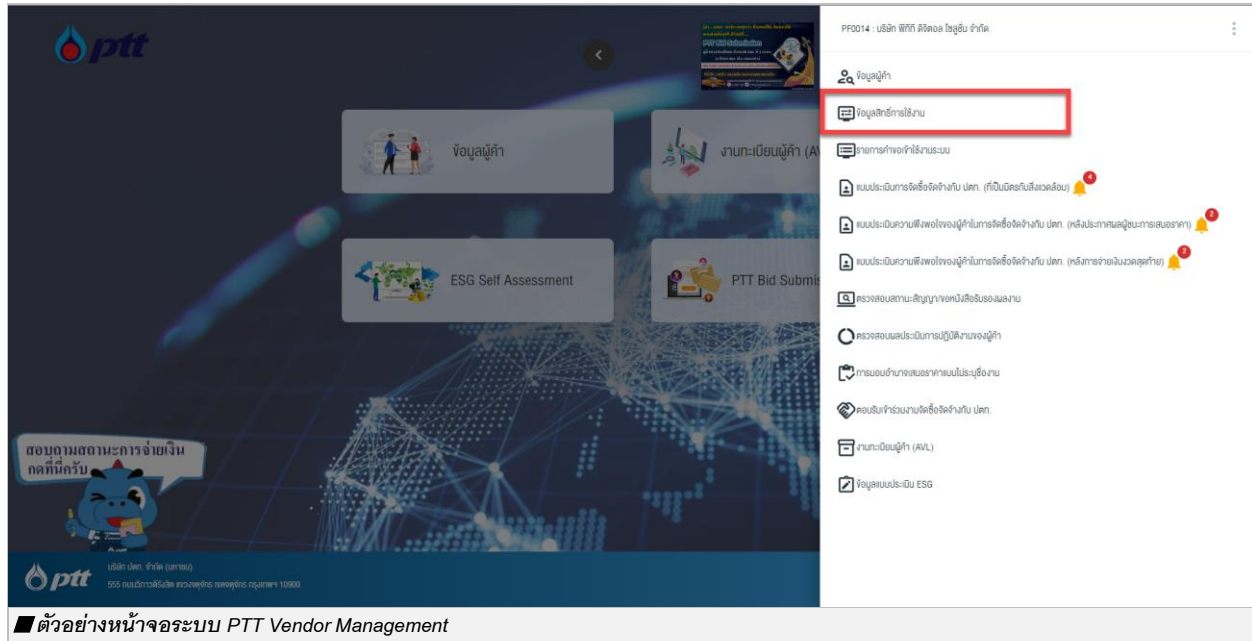 ptt
PTT Bid Submission
PF0014 : บริษัท พีทีที ดิจิตอล โซลูชั่น จำกัด
ข้อมูลผู้ค้า
ข้อมูลสิทธิ์การใช้งาน
รายการคำขอเข้าใช้งานระบบ
แบบประเมินการจัดซื้อจัดจ้างกับ ปตท. (ที่เป็นมิตรกับสิ่งแวดล้อม) 4
แบบประเมินความพึงพอใจของผู้ค้าในการจัดซื้อจัดจ้างกับ ปตท. (หลังประกาศผลผู้ชนะการเสนอราคา) 2
แบบประเมินความพึงพอใจของผู้ค้าในการจัดซื้อจัดจ้างกับ ปตท. (หลังการจ่ายเงินงวดสุดท้าย) 2
ตรวจสอบสถานะสัญญา/ขอหนังสือรับรองผลงาน
ตรวจสอบผลประเมินการปฏิบัติงานของผู้ค้า
การมอบอำนาจเสนอราคาแบบไม่ระบุชื่องาน
ตอบรับเข้าร่วมงานจัดซื้อจัดจ้างกับ ปตท.
งานทะเบียนผู้ค้า (AVL)
ข้อมูลแบบประเมิน ESG
ข้อมูลผู้ค้า
งานทะเบียนผู้ค้า (AV
ESG Self Assessment
PTT Bid Submis
สอบถามสถานะการจ่ายเงิน
กดที่นี่ครับ
ptt
ptt
บริษัท ปตท. จำกัด (มหาชน)
555 ถนนวิภาวดีรังสิต แขวงจตุจักร เขตจตุจักร กรุงเทพฯ 10900
ตัวอย่างหน้าจอระบบ PTT Vendor Management